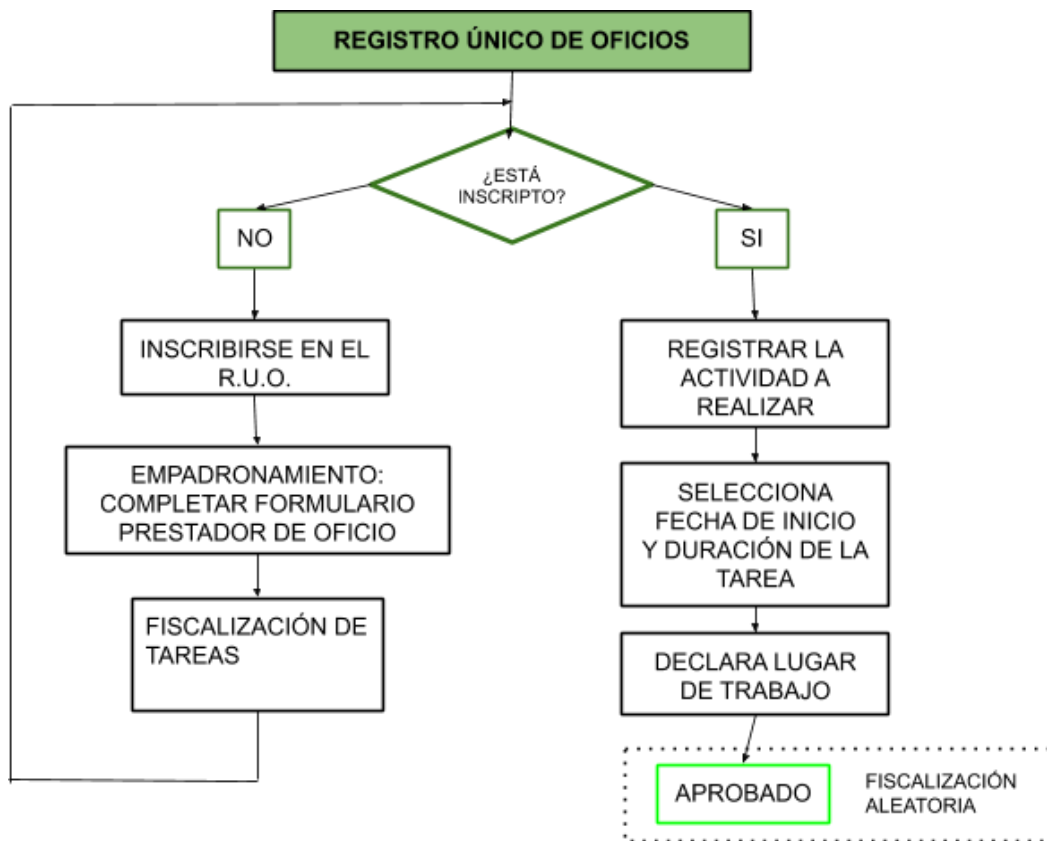 REGISTRO ÚNICO DE OFICIOS
¿ESTÁ
INSCRIPTO?
NO
SI
INSCRIBIRSE EN EL
R.U.O.
EMPADRONAMIENTO:
COMPLETAR FORMULARIO
PRESTADOR DE OFICIO
FISCALIZACIÓN DE
TAREAS
REGISTRAR LA
ACTIVIDAD A
REALIZAR
SELECCIONA
FECHA DE INICIO
Y DURACIÓN DE LA
TAREA
DECLARA LUGAR
DE TRABAJO
APROBADO
FISCALIZACIÓN
ALEATORIA